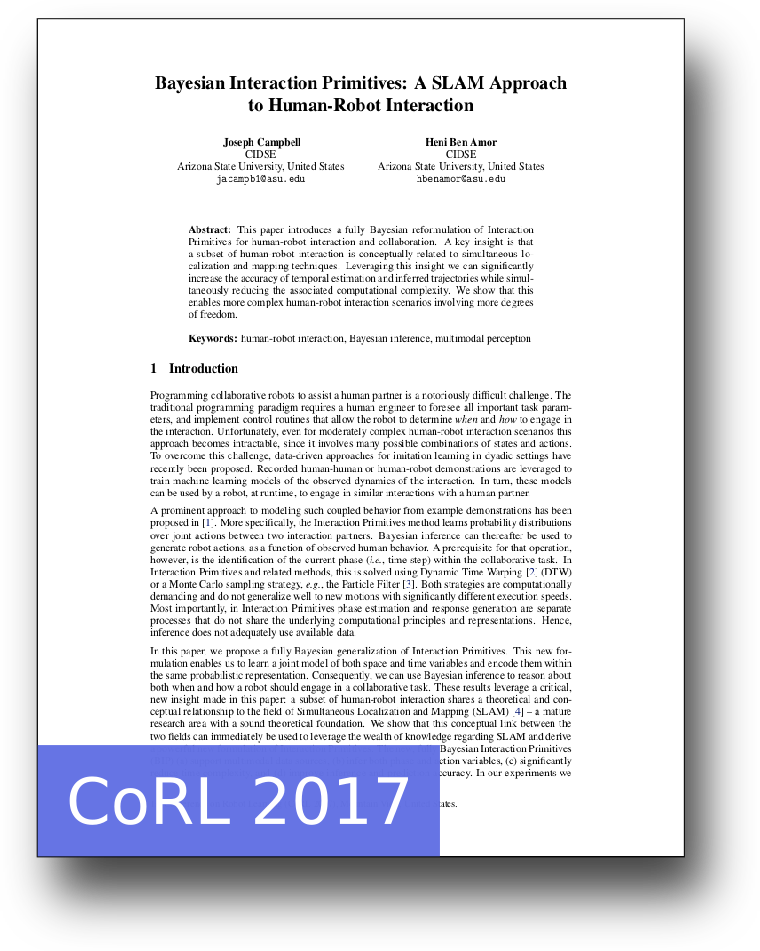 Bayesian Interaction Primitives: A SLAM Approach
to Human-Robot Interaction
Joseph Campbell
CIDSE
Arizona State University, United States
jacampb1@asu.edu
Heni Ben Amor
CIDSE
Arizona State University, United States
hbenamor@asu.edu
Abstract: This paper introduces a fully Bayesian reformulation of Interaction
Primitives for human-robot interaction and collaboration. A key insight is that
a subset of human-robot interaction is conceptually related to simultaneous lo-
calization and mapping techniques. Leveraging this insight we can significantly
increase the accuracy of temporal estimation and inferred trajectories while simul-
taneously reducing the associated computational complexity. We show that this
enables more complex human-robot interaction scenarios involving more degrees
of freedom.
Keywords: human-robot interaction, Bayesian inference, multimodal perception
1 Introduction
Programming collaborative robots to assist a human partner is a notoriously difficult challenge. The
traditional programming paradigm requires a human engineer to foresee all important task param-
eters, and implement control routines that allow the robot to determine when and how to engage in
the interaction. Unfortunately, even for moderately complex human-robot interaction scenarios this
approach becomes intractable, since it involves many possible combinations of states and actions.
To overcome this challenge, data-driven approaches for imitation learning in dyadic settings have
recently been proposed. Recorded human-human or human-robot demonstrations are leveraged to
train machine learning models of the observed dynamics of the interaction. In turn, these models
can be used by a robot, at runtime, to engage in similar interactions with a human partner.
A prominent approach to modeling such coupled behavior from example demonstrations has been
proposed in [1]. More specifically, the Interaction Primitives method learns probability distributions
over joint actions between two interaction partners. Bayesian inference can thereafter be used to
generate robot actions, as a function of observed human behavior. A prerequisite for that operation,
however, is the identification of the current phase (i.e., time step) within the collaborative task. In
Interaction Primitives and related methods, this is solved using Dynamic Time Warping [2] (DTW)
or a Monte Carlo sampling strategy, e.g., the Particle Filter [3]. Both strategies are computationally
demanding and do not generalize well to new motions with significantly different execution speeds.
Most importantly, in Interaction Primitives phase estimation and response generation are separate
processes that do not share the underlying computational principles and representations. Hence,
inference does not adequately use available data.
In this paper, we propose a fully Bayesian generalization of Interaction Primitives. This new for-
mulation enables us to learn a joint model of both space and time variables and encode them within
the same probabilistic representation. Consequently, we can use Bayesian inference to reason about
both when and how a robot should engage in a collaborative task. These results leverage a critical,
new insight made in this paper: a subset of human-robot interaction shares a theoretical and con-
ceptual relationship to the field of Simultaneous Localization and Mapping (SLAM) [4] – a mature
research area with a sound theoretical foundation. We show that this conceptual link between the
two fields can immediately be used to leverage the wealth of knowledge regarding SLAM and derive
Bayesian Interaction Primitives
ction variables, (c) significantly
ccuracy. In our experiments we
ates.
CoRL 2017